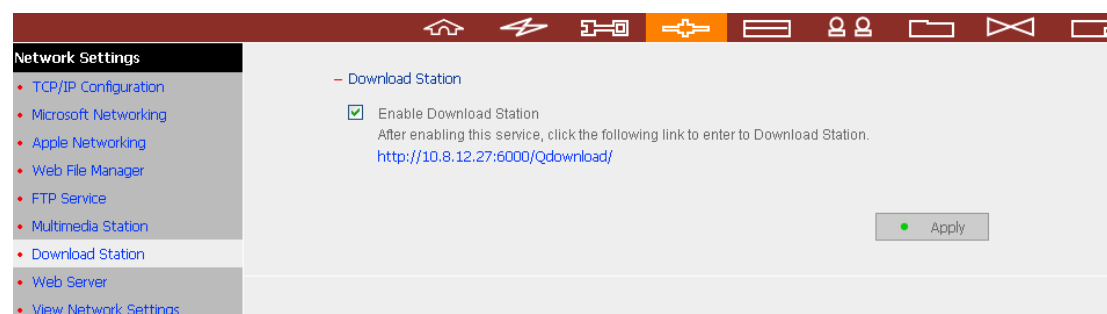 Network Settings
TCP/IP Configuration
Microsoft Networking
Apple Networking
Web File Manager
FTP Service
Multimedia Station
Download Station
Web Server
View Network Settings
Download Station
Enable Download Station
After enabling this service, click the following link to enter to Download Station.
http://10.8.12.27:6000/Qdownload/
Apply